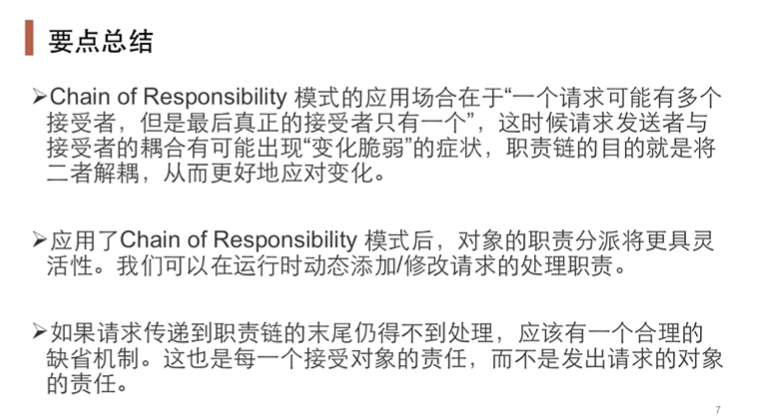 要点总结
➢Chain of Responsibility 模式的应用场合在于“一个请求可能有多个
接受者，但是最后真正的接受者只有一个”，这时候请求发送者与
接受者的耦合有可能出现“变化脆弱”的症状，职责链的目的就是将
二者解耦，从而更好地应对变化。
➢应用了Chain of Responsibility 模式后，对象的职责分派将更具灵
活性。我们可以在运行时动态添加/修改请求的处理职责。
➢如果请求传递到职责链的末尾仍得不到处理，应该有一个合理的
缺省机制。这也是每一个接受对象的责任，而不是发出请求的对象
的责任。
7